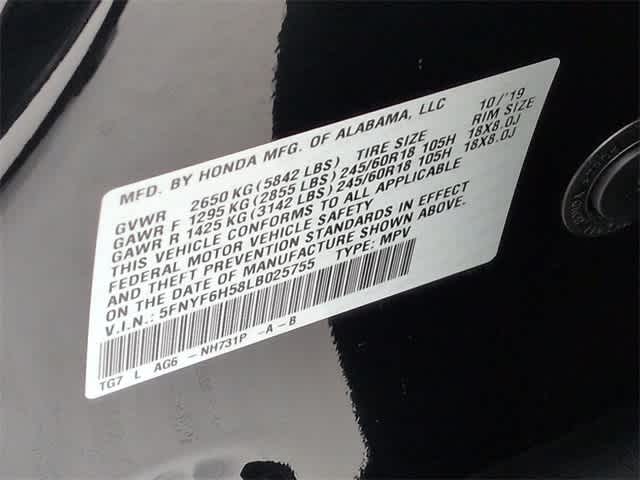 MFD. BY HONDA MFG. OF ALABAMA, LLC 10/'19
GVWR 2650 KG (5842 LBS) TIRE SIZE RIM SIZE
GAWR F 1295 KG (2855 LBS) 245/60R18 105H 18X8.0J
GAWR R 1425 KG (3142 LBS) 245/60R18 105H 18X8.0J
THIS VEHICLE CONFORMS TO ALL APPLICABLE
FEDERAL MOTOR VEHICLE SAFETY
AND THEFT PREVENTION STANDARDS IN EFFECT
ON THE DATE OF MANUFACTURE SHOWN ABOVE.
V.I.N.: 5FNYF6H58LB025755 TYPE: MPV
TG7 L AG6 -NH731P -A-B